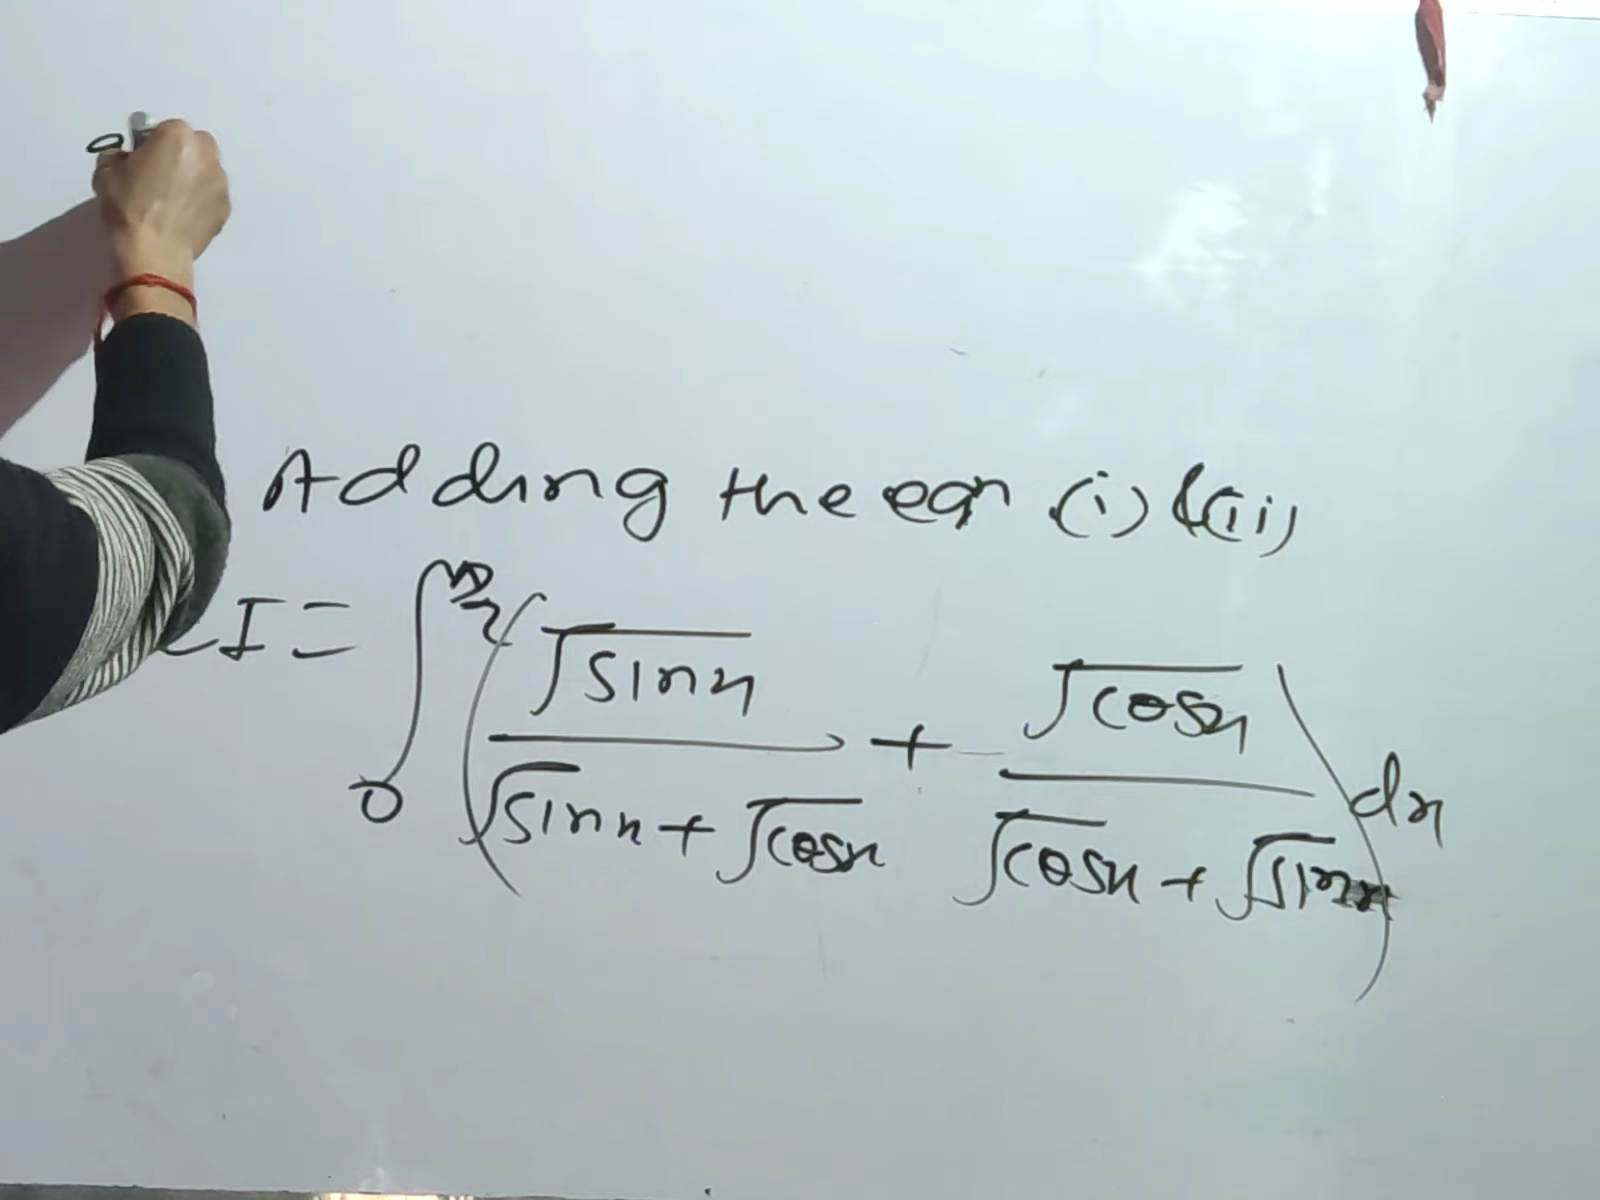 Adding the eqn (i) & (ii)
2I = ∫₀^(π/2) ( √sinx / (√sinx + √cosx) + √cosx / (√cosx + √sinx) ) dx